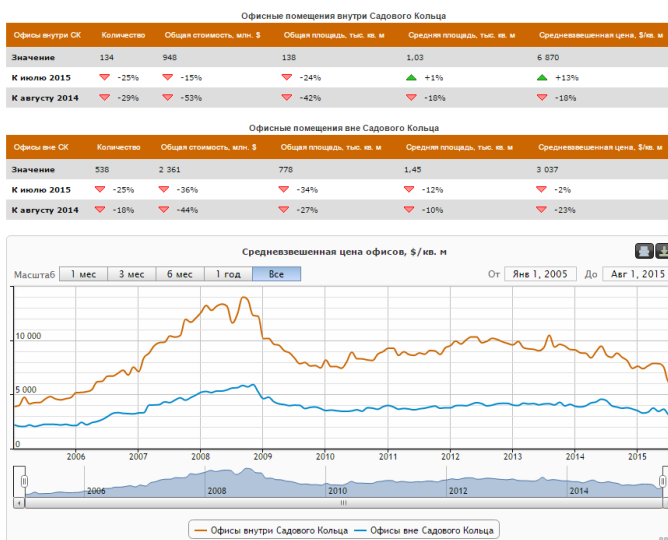 Офисные помещения внутри Садового Кольца
Офисы внутри СК Количество Общая стоимость, млн. $ Общая площадь, тыс. кв. м Средняя площадь, тыс. кв. м Средневзвешенная цена, $/кв. м
Значение 134 948 138 1,03 6 870
К июлю 2015 -25% -15% -24% +1% +13%
К августу 2014 -29% -53% -42% -18% -18%
Офисные помещения вне Садового Кольца
Офисы вне СК Количество Общая стоимость, млн. $ Общая площадь, тыс. кв. м Средняя площадь, тыс. кв. м Средневзвешенная цена, $/кв. м
Значение 538 2 361 778 1,45 3 037
К июлю 2015 -25% -36% -34% -12% -2%
К августу 2014 -18% -44% -27% -10% -23%
Средневзвешенная цена офисов, $/кв. м
Масштаб 1 мес 3 мес 6 мес 1 год Все От Янв 1, 2005 До Авг 1, 2015
10 000
5 000
0
2006 2007 2008 2009 2010 2011 2012 2013 2014 2015
2006 2008 2010 2012 2014
Офисы внутри Садового Кольца Офисы вне Садового Кольца